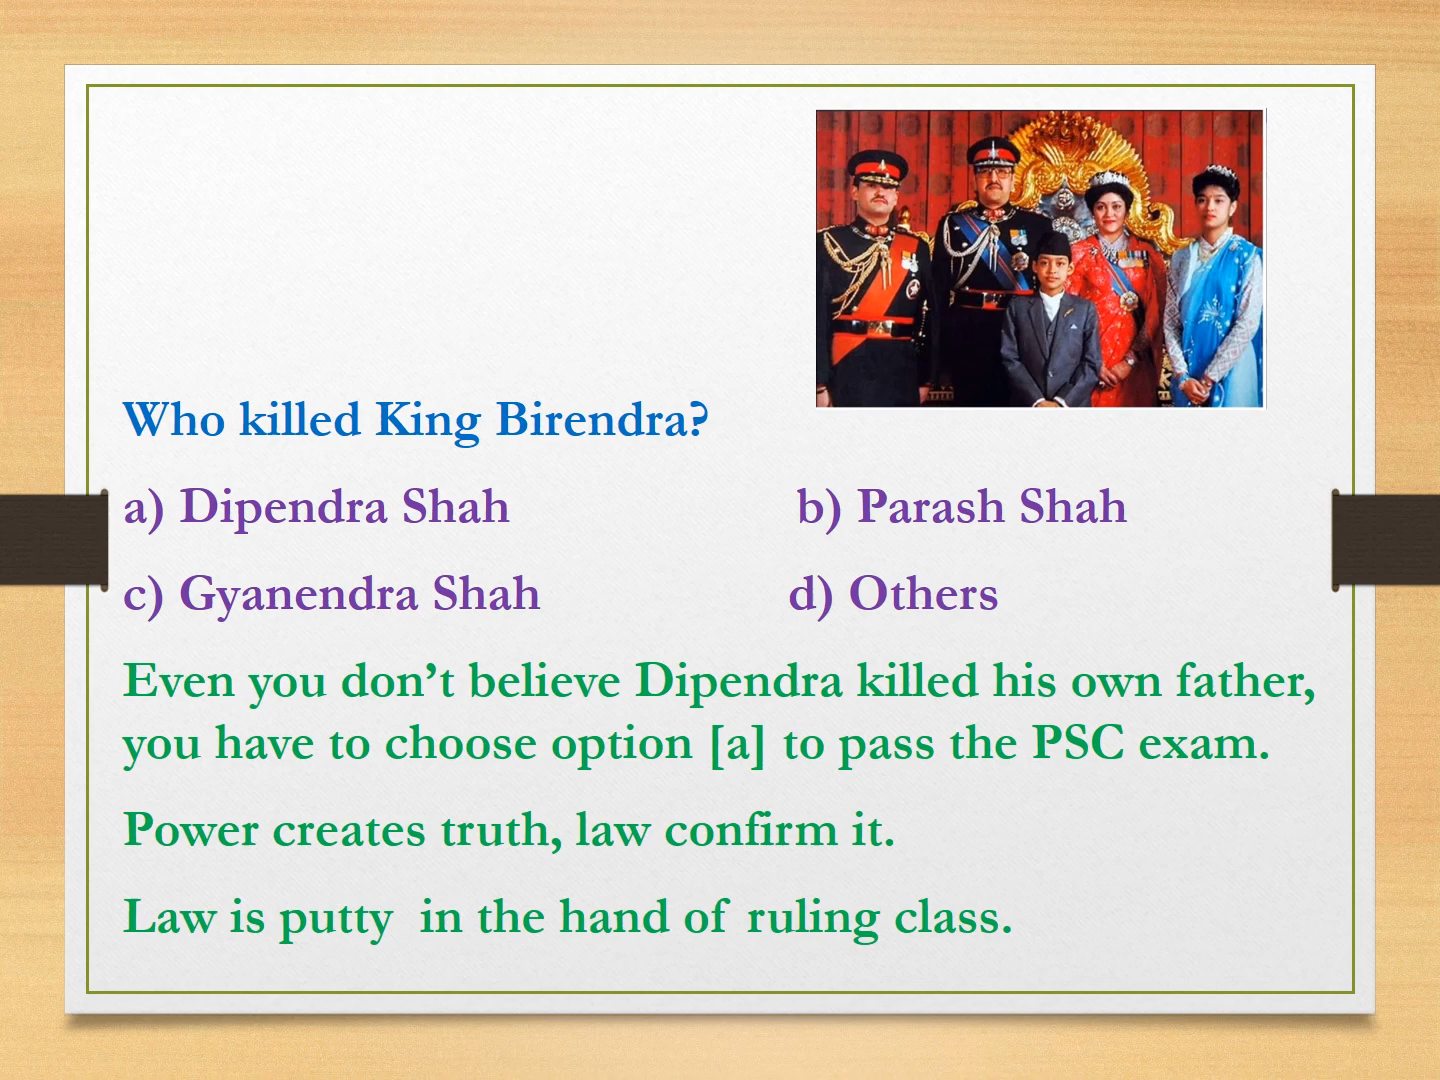 Who killed King Birendra?
a) Dipendra Shah b) Parash Shah
c) Gyanendra Shah d) Others
Even you don’t believe Dipendra killed his own father,
you have to choose option [a] to pass the PSC exam.
Power creates truth, law confirm it.
Law is putty in the hand of ruling class.